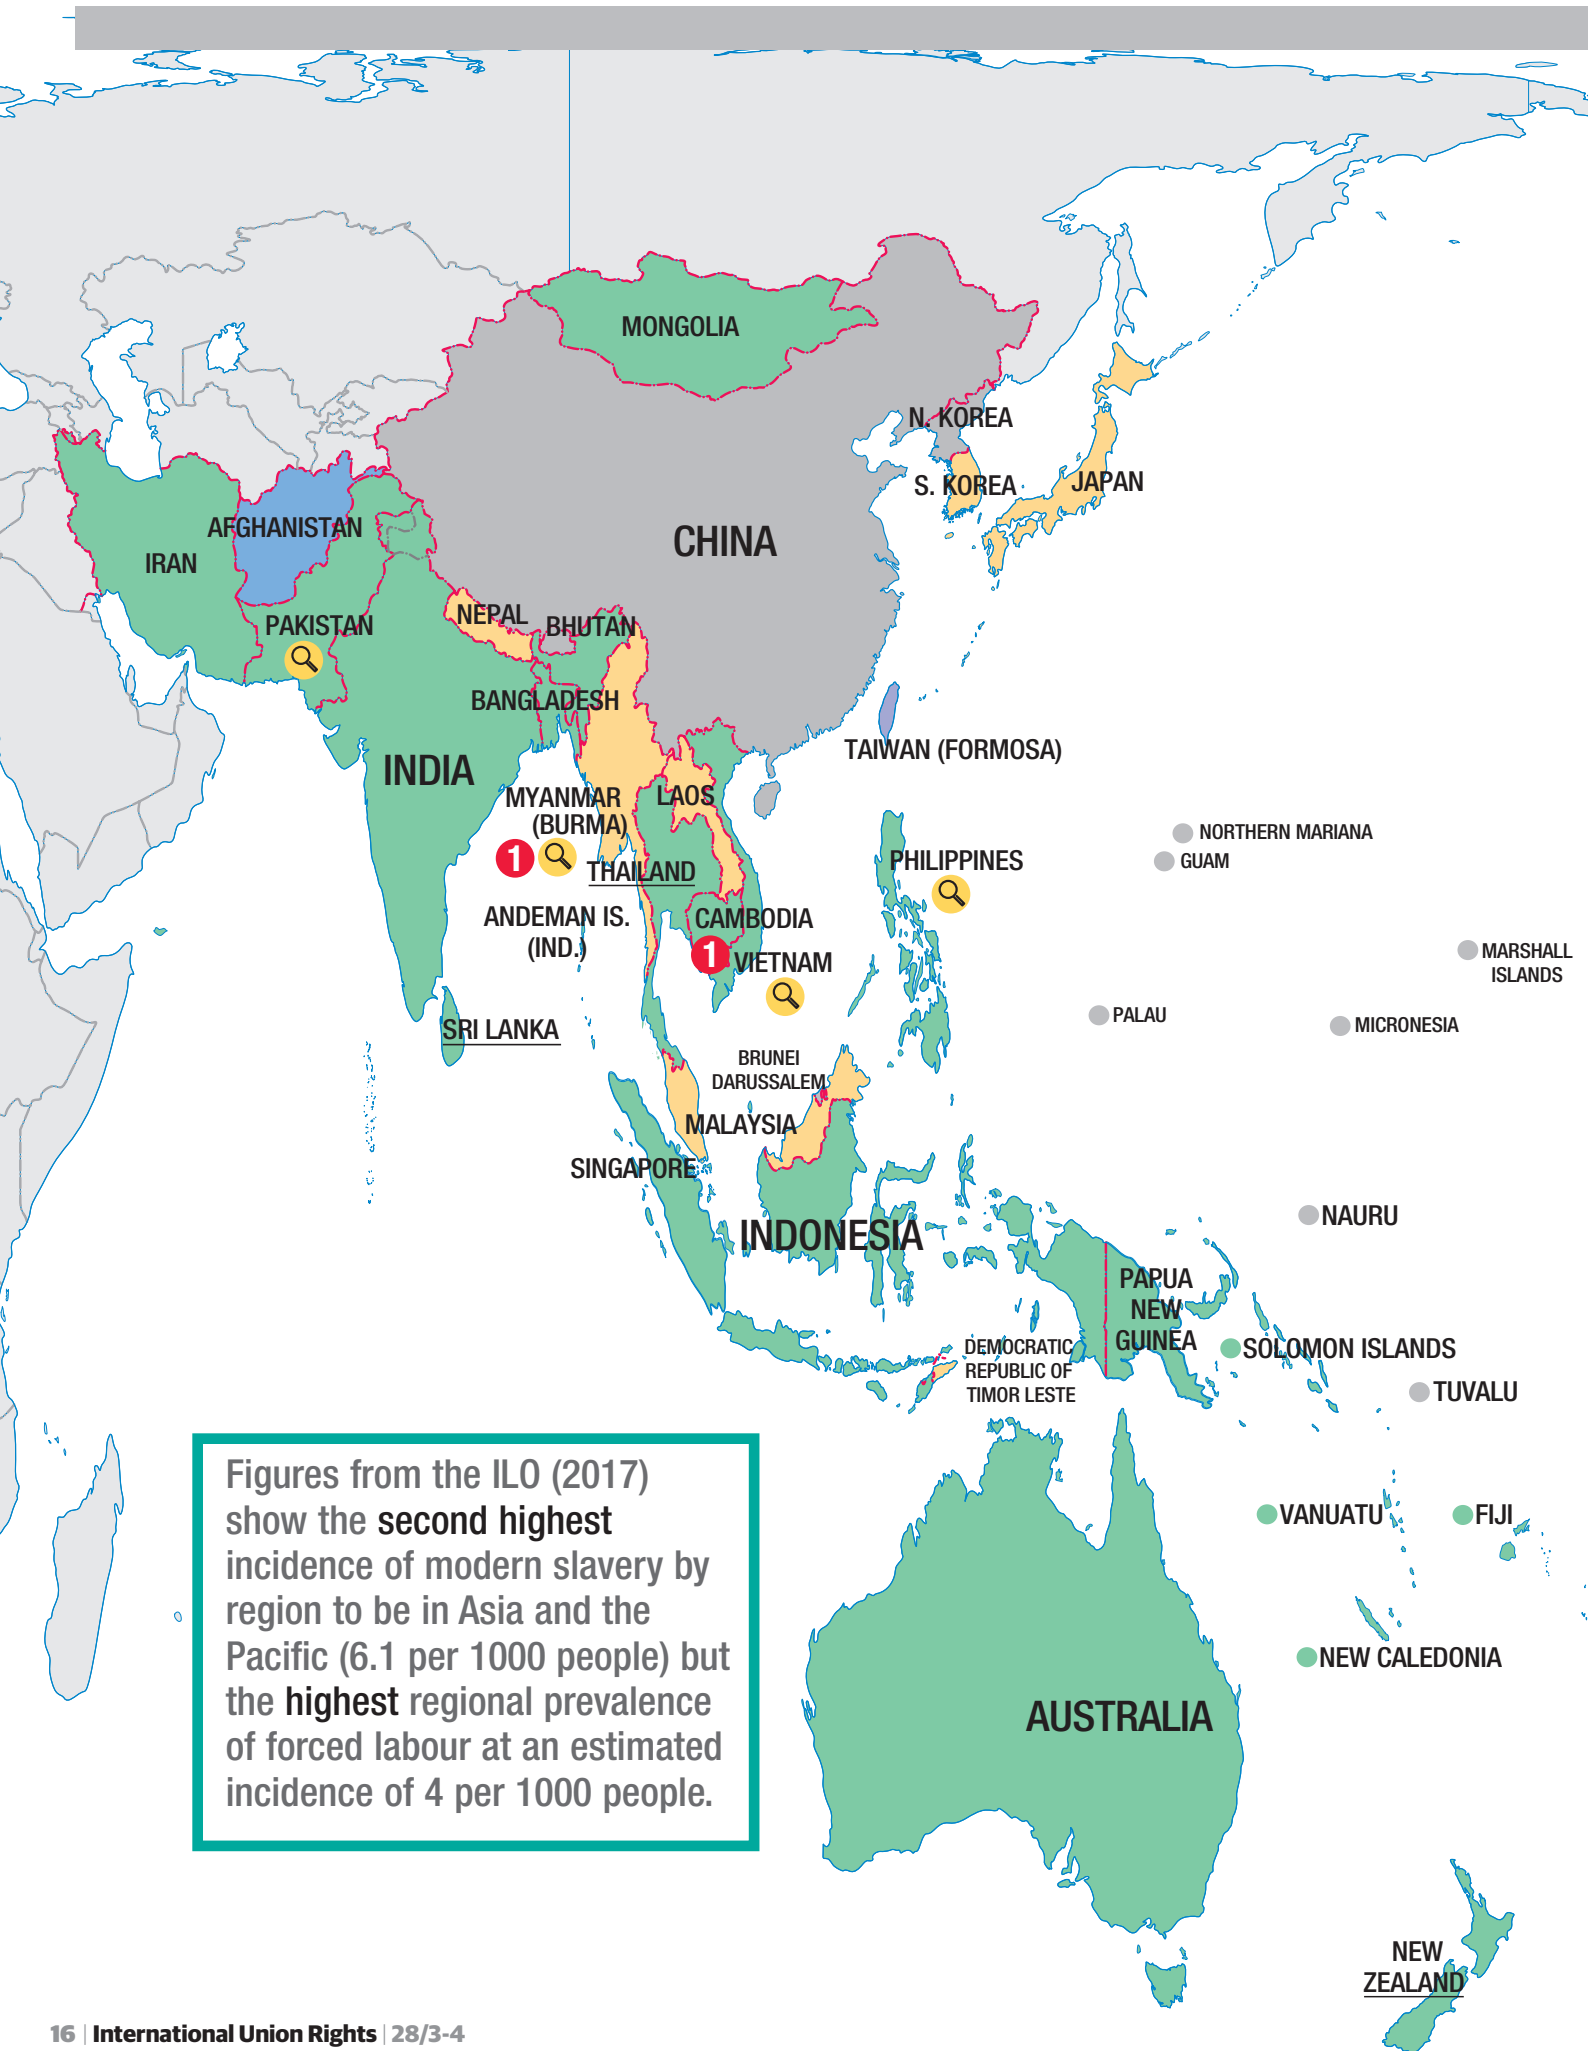 MONGOLIA
N. KOREA
S. KOREA
JAPAN
AFGHANISTAN
CHINA
IRAN
NEPAL
PAKISTAN
BHUTAN
BANGLADESH
TAIWAN (FORMOSA)
INDIA
MYANMAR
(BURMA)
LAOS
1
THAILAND
PHILIPPINES
NORTHERN MARIANA
GUAM
ANDEMAN IS.
(IND.)
CAMBODIA
1
VIETNAM
MARSHALL
ISLANDS
PALAU
MICRONESIA
SRI LANKA
BRUNEI
DARUSSALEM
MALAYSIA
SINGAPORE
INDONESIA
NAURU
PAPUA
NEW
GUINEA
SOLOMON ISLANDS
DEMOCRATIC
REPUBLIC OF
TIMOR LESTE
TUVALU
VANUATU
FIJI
NEW CALEDONIA
AUSTRALIA
NEW
ZEALAND
Figures from the ILO (2017)
show the second highest
incidence of modern slavery by
region to be in Asia and the
Pacific (6.1 per 1000 people) but
the highest regional prevalence
of forced labour at an estimated
incidence of 4 per 1000 people.
16 | International Union Rights | 28/3-4